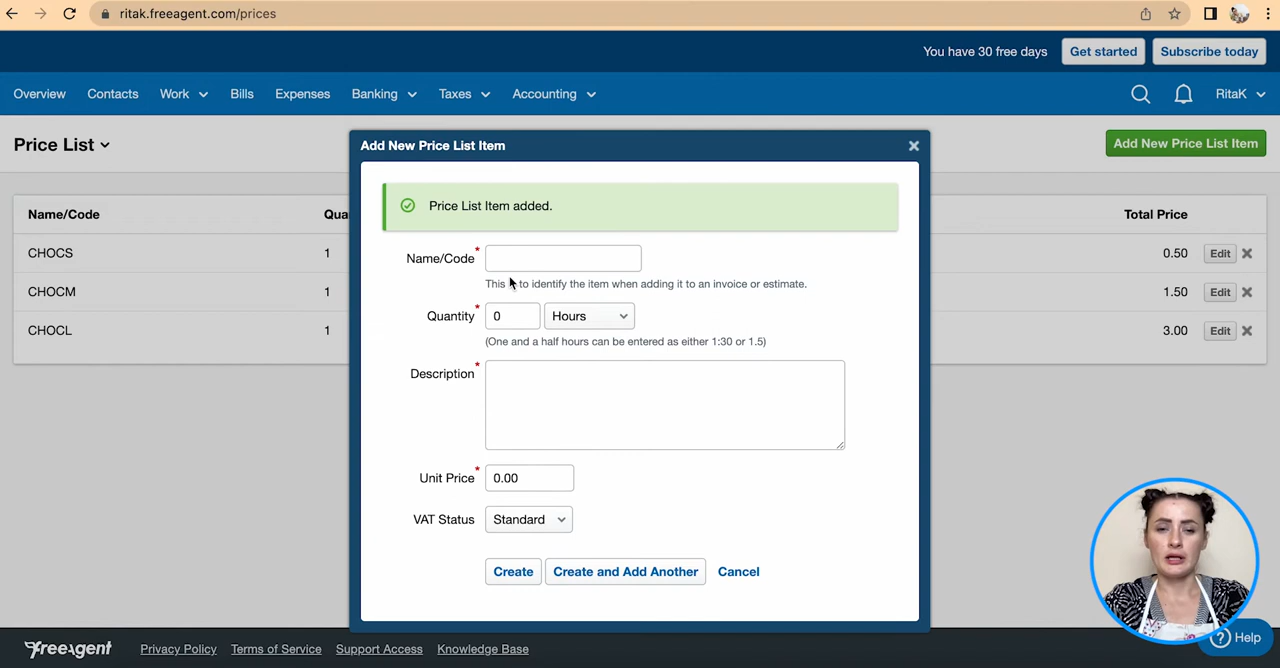 ritak.freeagent.com/prices
You have 30 free days
Get started
Subscribe today
Overview
Contacts
Work
Bills
Expenses
Banking
Taxes
Accounting
RitaK
Price List
Add New Price List Item
Add New Price List Item
Price List Item added.
Name/Code
Qua
Total Price
CHOCS
1
0.50
Edit
CHOCM
1
1.50
Edit
CHOCL
1
3.00
Edit
Name/Code*
This to identify the item when adding it to an invoice or estimate.
Quantity*
0
Hours
(One and a half hours can be entered as either 1:30 or 1.5)
Description*
Unit Price*
0.00
VAT Status
Standard
Create
Create and Add Another
Cancel
freeagent
Privacy Policy
Terms of Service
Support Access
Knowledge Base
? Help